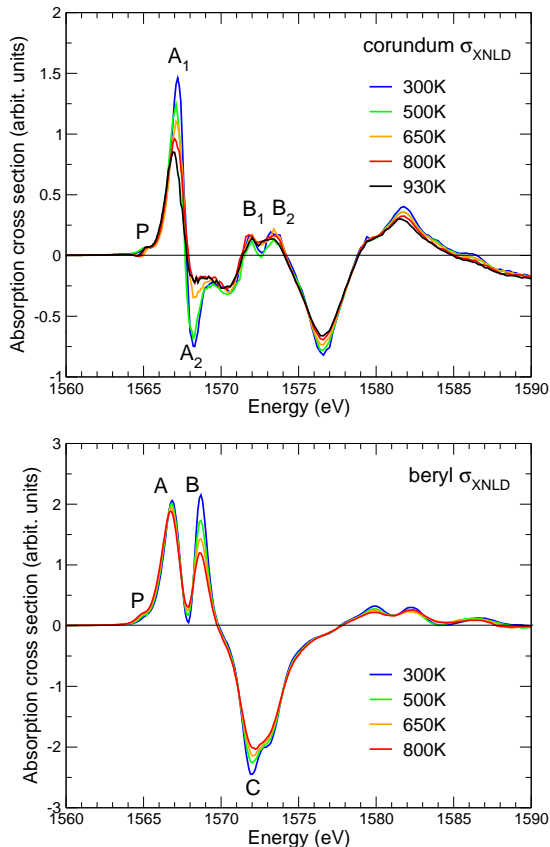 corundum σXNLD
300K
500K
650K
800K
930K
A1
P
B1 B2
A2
2
1.5
1
0.5
0
-0.5
-1
1560 1565 1570 1575 1580 1585 1590
Energy (eV)
Absorption cross section (arbit. units)
beryl σXNLD
A B
P
C
300K
500K
650K
800K
3
2
1
0
-1
-2
-3
1560 1565 1570 1575 1580 1585 1590
Energy (eV)
Absorption cross section (arbit. units)